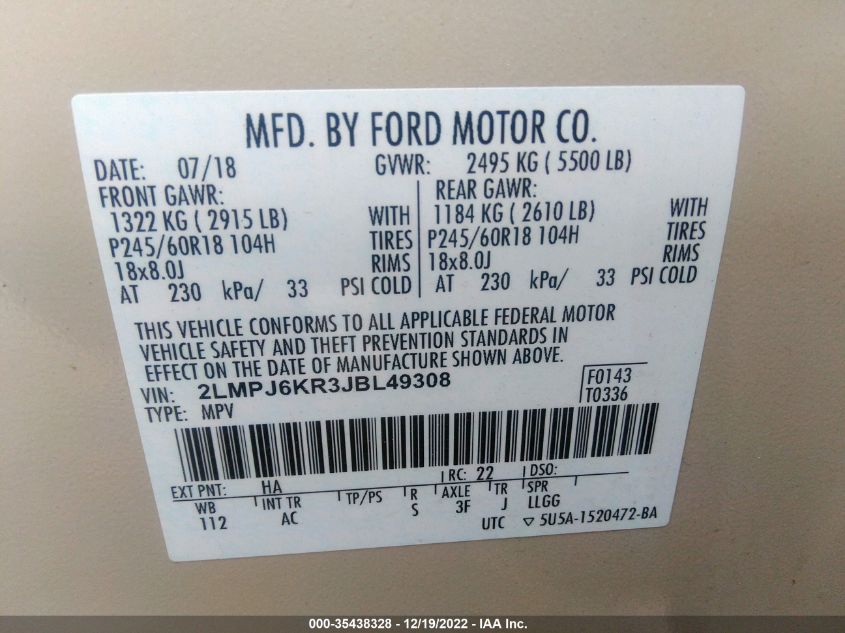 MFD. BY FORD MOTOR CO.
DATE: 07/18 GVWR: 2495 KG ( 5500 LB)
FRONT GAWR: REAR GAWR:
1322 KG ( 2915 LB) WITH 1184 KG ( 2610 LB) WITH
P245/60R18 104H TIRES P245/60R18 104H TIRES
18x8.0J RIMS 18x8.0J RIMS
AT 230 kPa/ 33 PSI COLD AT 230 kPa/ 33 PSI COLD
THIS VEHICLE CONFORMS TO ALL APPLICABLE FEDERAL MOTOR
VEHICLE SAFETY AND THEFT PREVENTION STANDARDS IN
EFFECT ON THE DATE OF MANUFACTURE SHOWN ABOVE.
VIN: 2LMPJ6KR3JBL49308 F0143
TYPE: MPV T0336
EXT PNT: HA RC: 22 DSO:
WB INT TR TP/PS R AXLE TR SPR
112 AC S 3F J LLGG
UTC ▽ 5U5A-1520472-BA
000-35438328 - 12/19/2022 - IAA Inc.